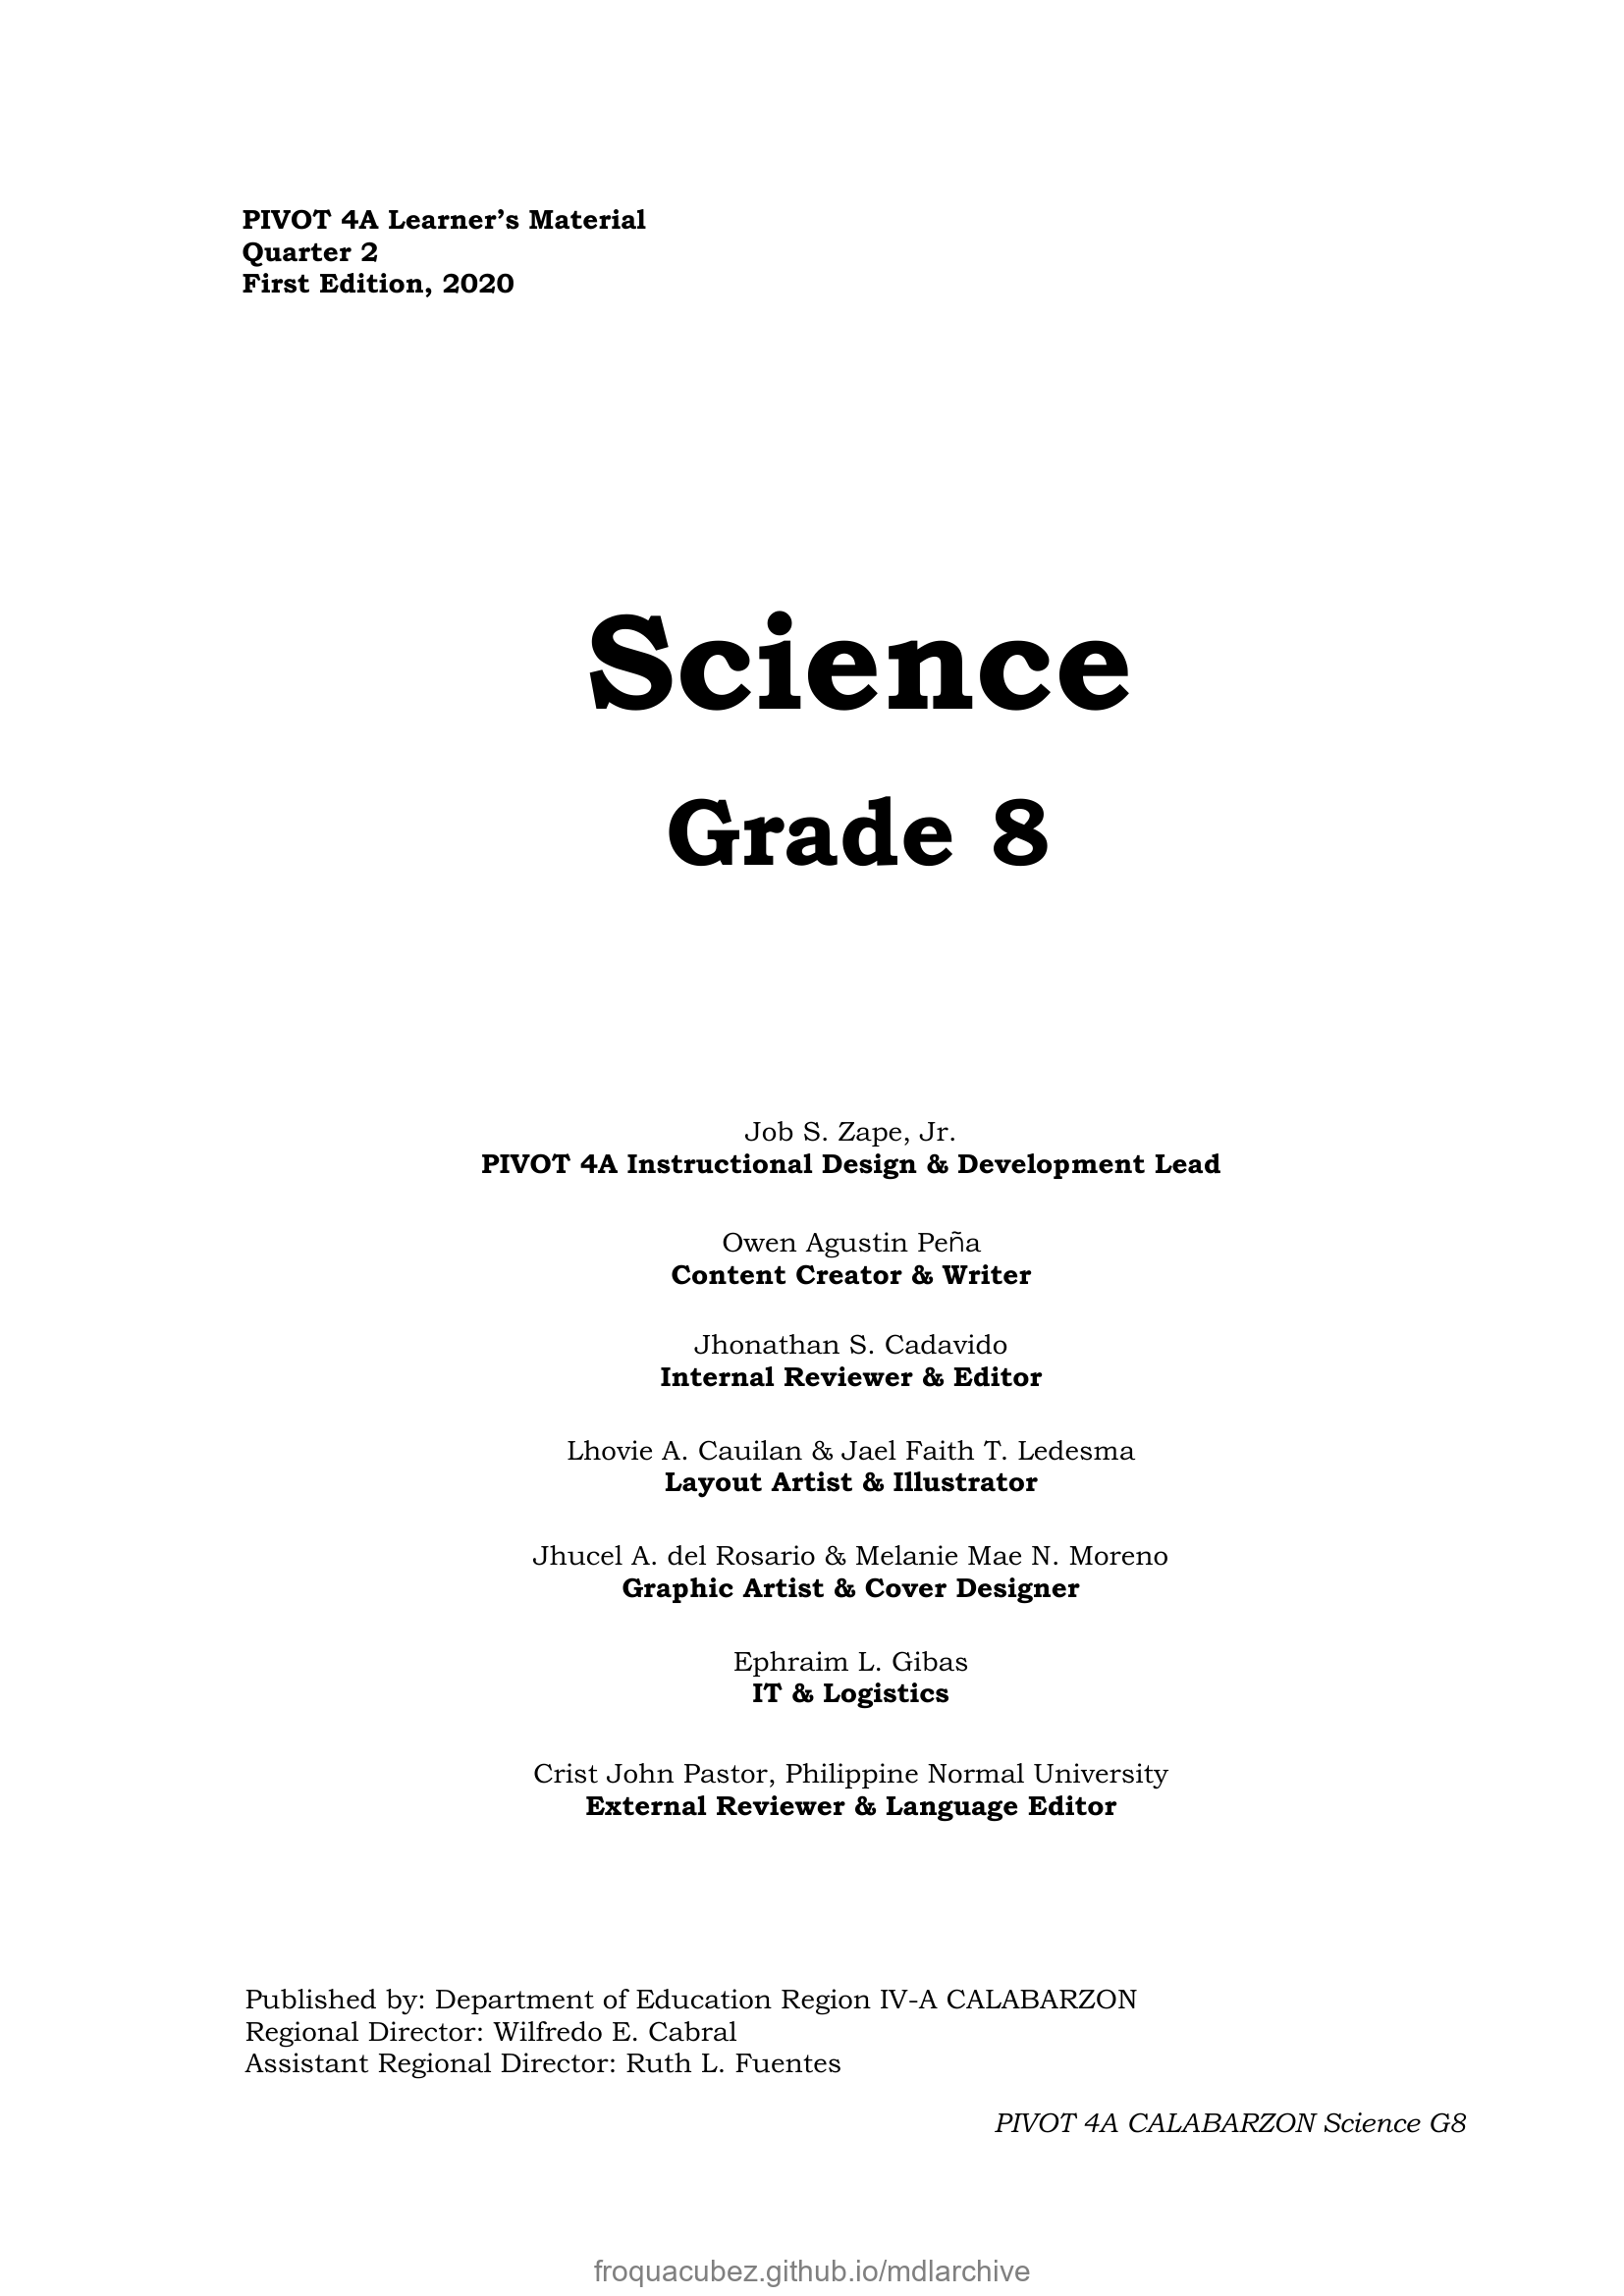 PIVOT 4A Learner’s Material
Quarter 2
First Edition, 2020
Science
Grade 8
Job S. Zape, Jr.
PIVOT 4A Instructional Design & Development Lead
Owen Agustin Peña
Content Creator & Writer
Jhonathan S. Cadavido
Internal Reviewer & Editor
Lhovie A. Cauilan & Jael Faith T. Ledesma
Layout Artist & Illustrator
Jhucel A. del Rosario & Melanie Mae N. Moreno
Graphic Artist & Cover Designer
Ephraim L. Gibas
IT & Logistics
Crist John Pastor, Philippine Normal University
External Reviewer & Language Editor
Published by: Department of Education Region IV-A CALABARZON
Regional Director: Wilfredo E. Cabral
Assistant Regional Director: Ruth L. Fuentes
PIVOT 4A CALABARZON Science G8
froquacubez.github.io/mdlarchive